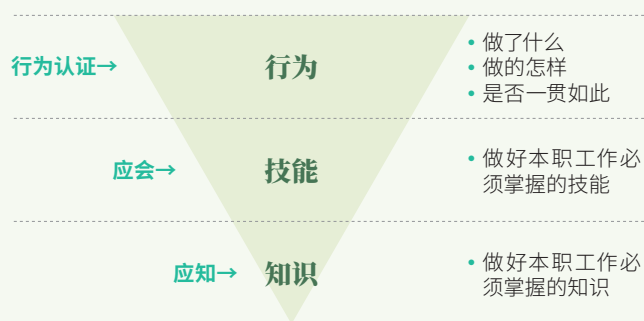 行为认证→
行为
• 做了什么
• 做的怎样
• 是否一贯如此
应会→
技能
• 做好本职工作必
须掌握的技能
应知→
知识
• 做好本职工作必
须掌握的知识